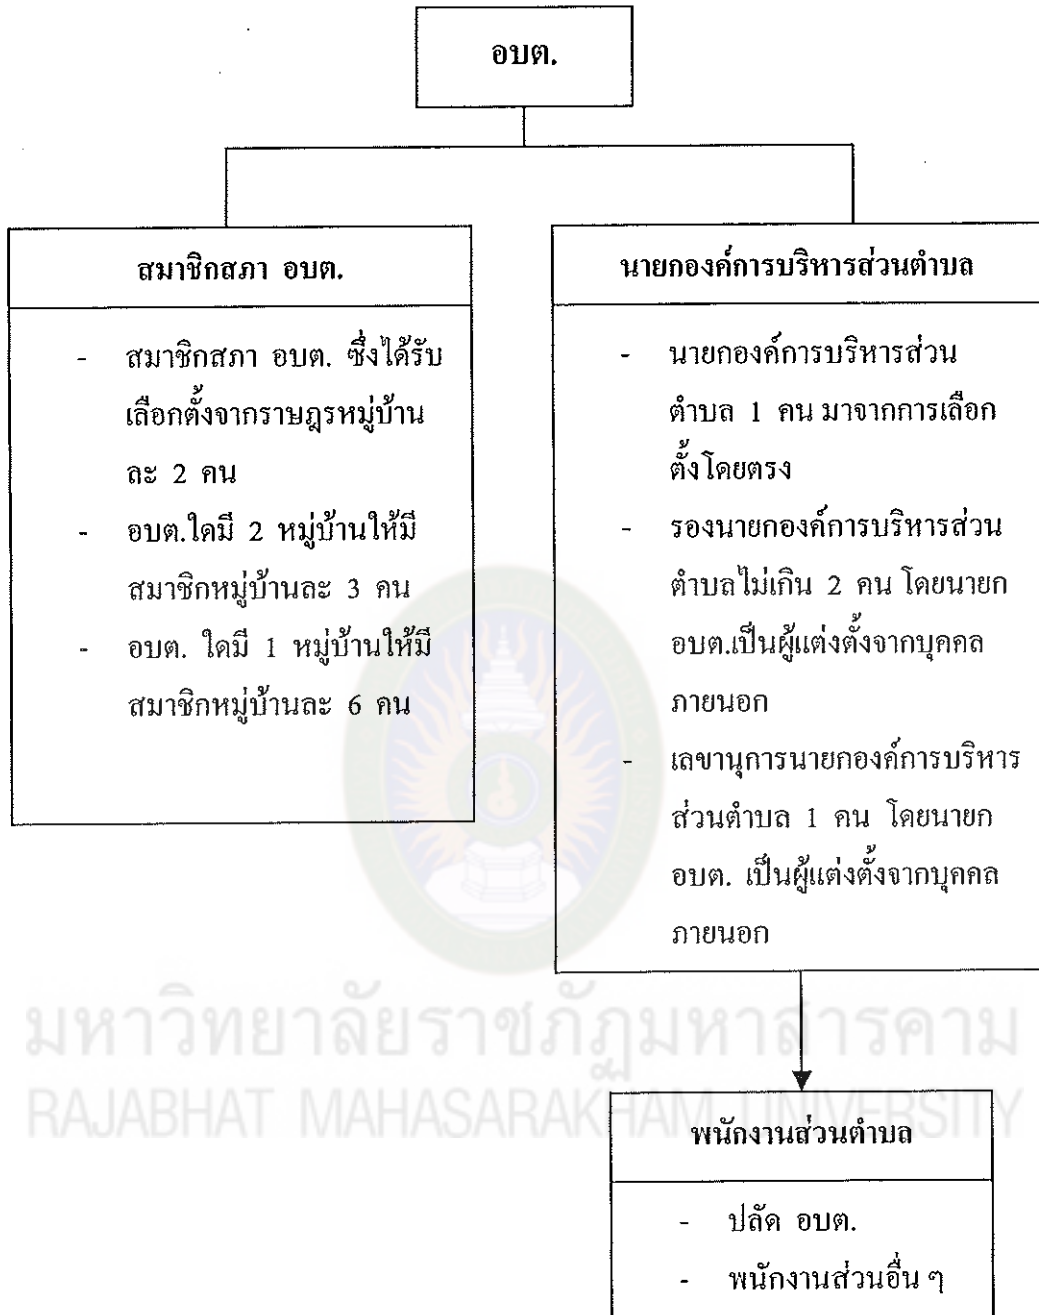 อบต.
สมาชิกสภา อบต.
- สมาชิกสภา อบต. ซึ่งได้รับ
เลือกตั้งจากราษฎรหมู่บ้าน
ละ 2 คน
- อบต.ใดมี 2 หมู่บ้านให้มี
สมาชิกหมู่บ้านละ 3 คน
- อบต. ใดมี 1 หมู่บ้านให้มี
สมาชิกหมู่บ้านละ 6 คน
นายกองค์การบริหารส่วนตำบล
- นายกองค์การบริหารส่วน
ตำบล 1 คน มาจากการเลือก
ตั้งโดยตรง
- รองนายกองค์การบริหารส่วน
ตำบลไม่เกิน 2 คน โดยนายก
อบต.เป็นผู้แต่งตั้งจากบุคคล
ภายนอก
- เลขานุการนายกองค์การบริหาร
ส่วนตำบล 1 คน โดยนายก
อบต. เป็นผู้แต่งตั้งจากบุคคล
ภายนอก
มหาวิทยาลัยราชภัฏมหาสารคาม
RAJABHAT MAHASARAKHAM UNIVERSITY
พนักงานส่วนตำบล
- ปลัด อบต.
- พนักงานส่วนอื่น ๆ